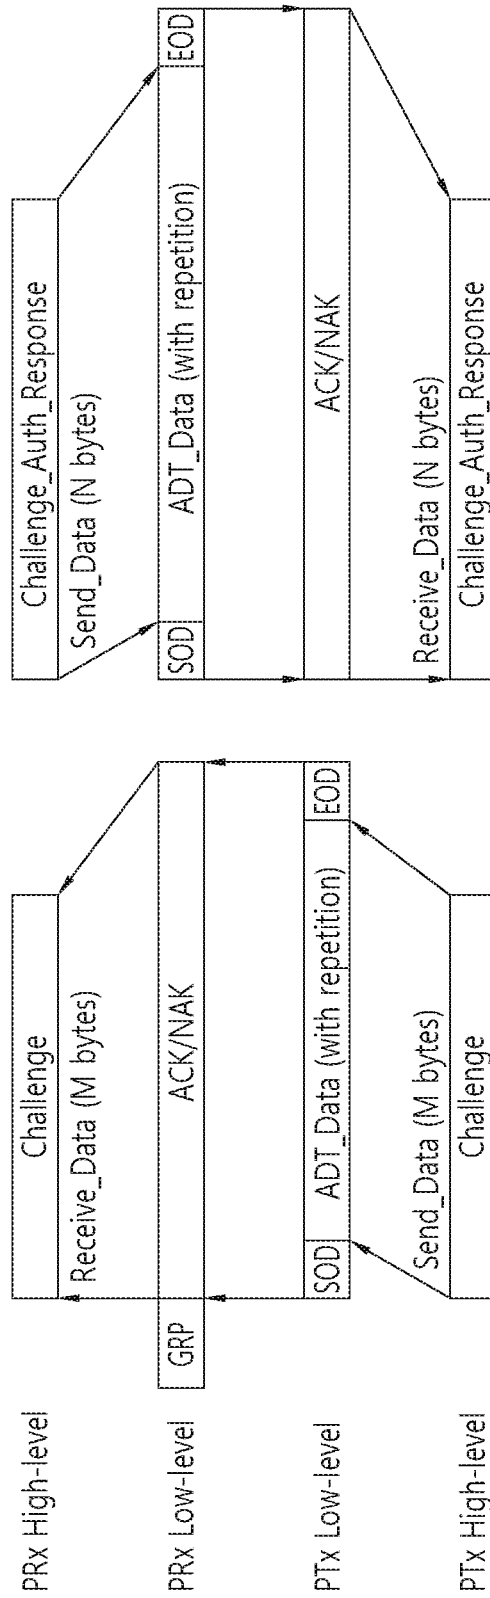 PRx High-level
Challenge
Receive_Data (M bytes)
Challenge_Auth_Response
Send_Data (N bytes)
PRx Low-level
GRP
ACK/NAK
SOD
ADT_Data (with repetition)
EOD
PTx Low-level
SOD
ADT_Data (with repetition)
EOD
ACK/NAK
Send_Data (M bytes)
Receive_Data (N bytes)
PTx High-level
Challenge
Challenge_Auth_Response